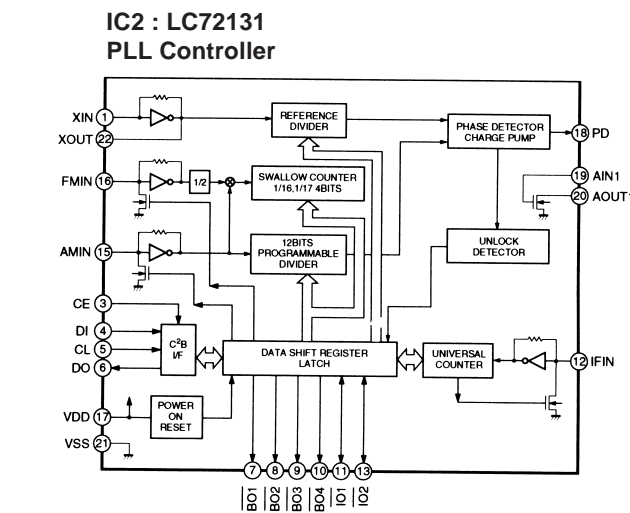 IC2 : LC72131
PLL Controller
XIN 1
XOUT 22
FMIN 16
AMIN 15
CE 3
DI 4
CL 5
DO 6
VDD 17
VSS 21
REFERENCE
DIVIDER
1/2
SWALLOW COUNTER
1/16,1/17 4BITS
12BITS
PROGRAMMABLE
DIVIDER
C²B
I/F
DATA SHIFT REGISTER
LATCH
POWER
ON
RESET
PHASE DETECTOR
CHARGE PUMP
UNLOCK
DETECTOR
UNIVERSAL
COUNTER
18 PD
19 AIN1
20 AOUT1
12 IFIN
7 8 9 10 11 13
BO1
BO2
BO3
BO4
IO1
IO2